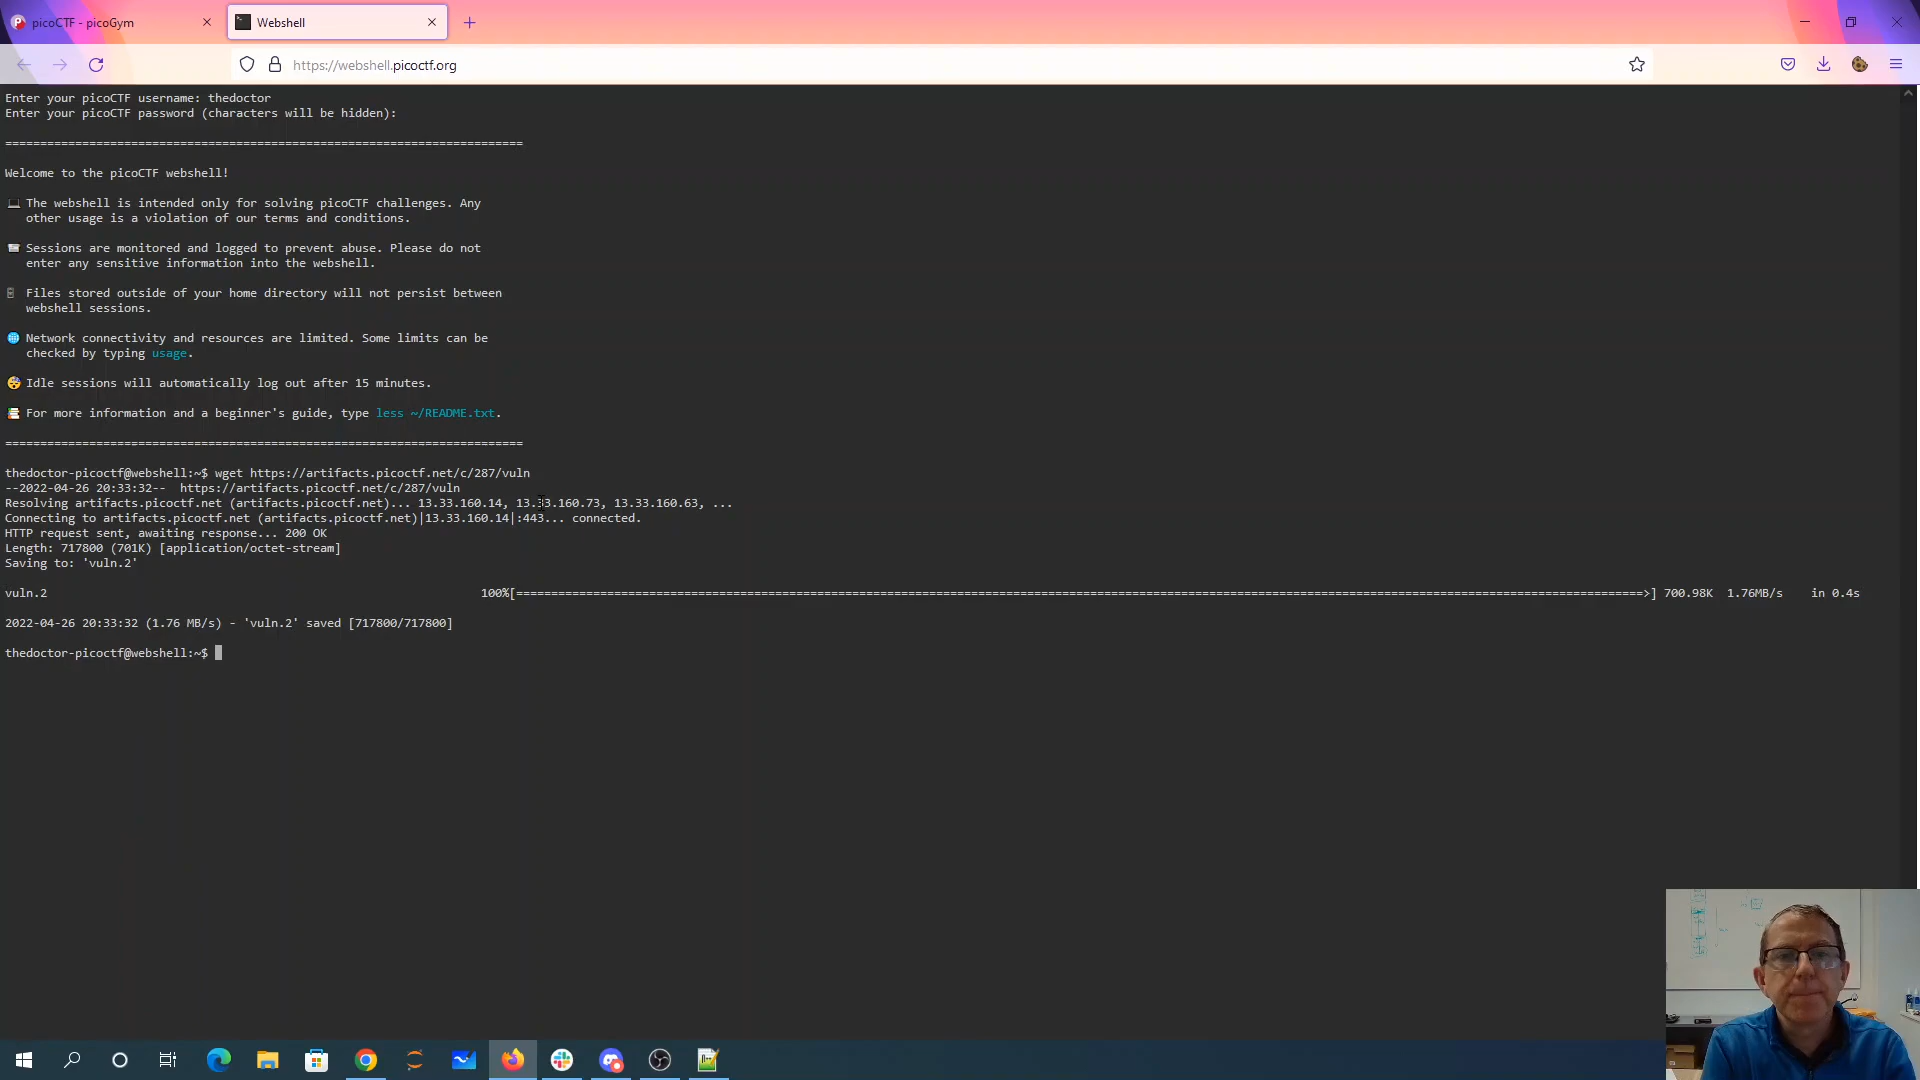 picoCTF - picoGym
Webshell
https://webshell.picoctf.org
Enter your picoCTF username: thedoctor
Enter your picoCTF password (characters will be hidden):
==========================================================================
Welcome to the picoCTF webshell!
The webshell is intended only for solving picoCTF challenges. Any
other usage is a violation of our terms and conditions.
Sessions are monitored and logged to prevent abuse. Please do not
enter any sensitive information into the webshell.
Files stored outside of your home directory will not persist between
webshell sessions.
Network connectivity and resources are limited. Some limits can be
checked by typing usage.
Idle sessions will automatically log out after 15 minutes.
For more information and a beginner's guide, type less ~/README.txt.
==========================================================================
thedoctor-picoctf@webshell:~$ wget https://artifacts.picoctf.net/c/287/vuln
--2022-04-26 20:33:32--  https://artifacts.picoctf.net/c/287/vuln
Resolving artifacts.picoctf.net (artifacts.picoctf.net)... 13.33.160.14, 13.33.160.73, 13.33.160.63, ...
Connecting to artifacts.picoctf.net (artifacts.picoctf.net)|13.33.160.14|:443... connected.
HTTP request sent, awaiting response... 200 OK
Length: 717800 (701K) [application/octet-stream]
Saving to: 'vuln.2'
vuln.2 100%[=================================================================================================>] 700.98K 1.76MB/s in 0.4s
2022-04-26 20:33:32 (1.76 MB/s) - 'vuln.2' saved [717800/717800]
thedoctor-picoctf@webshell:~$